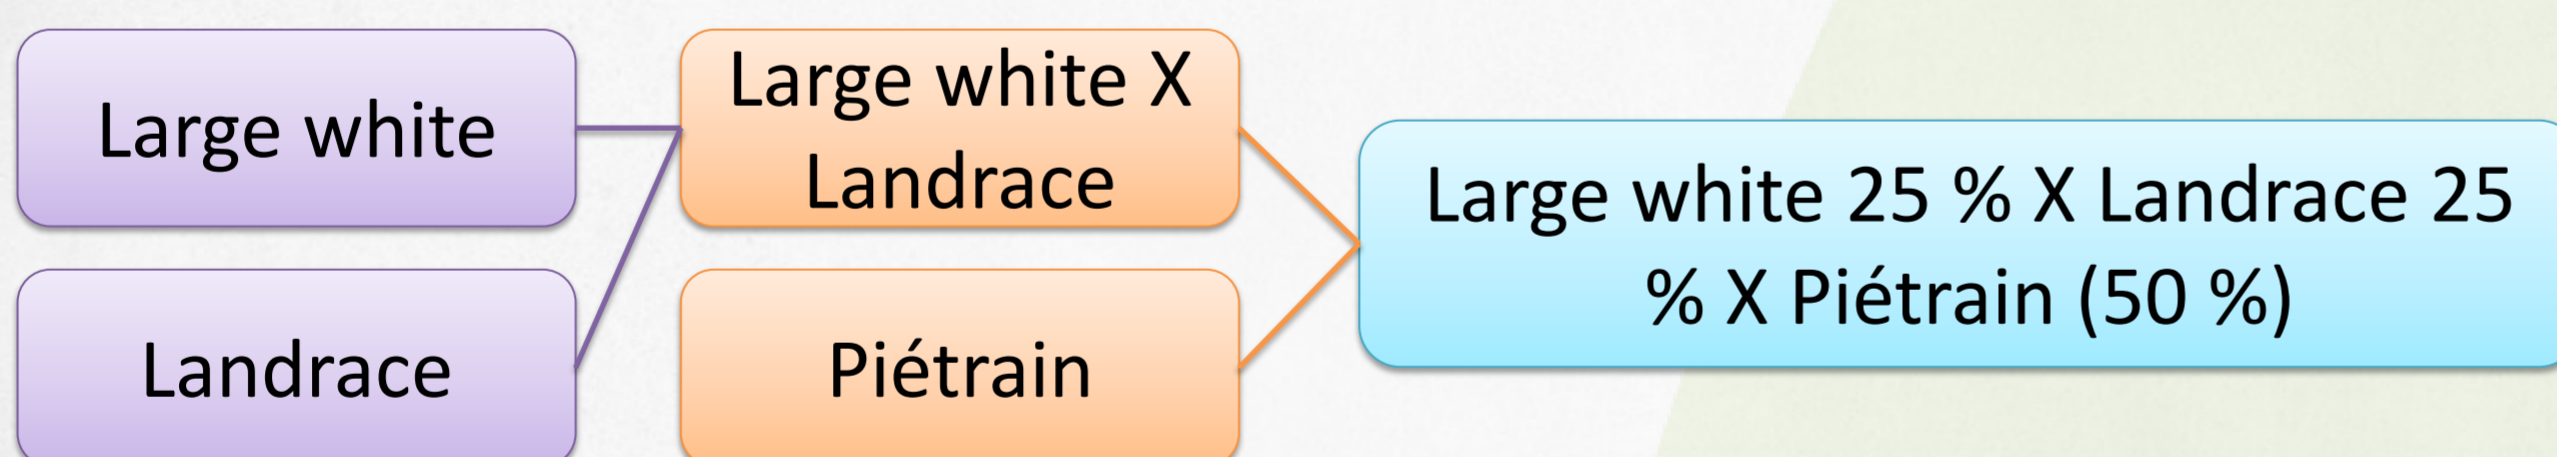 Large white
Landrace
Large white X
Landrace
Piétrain
Large white 25 % X Landrace 25
% X Piétrain (50 %)